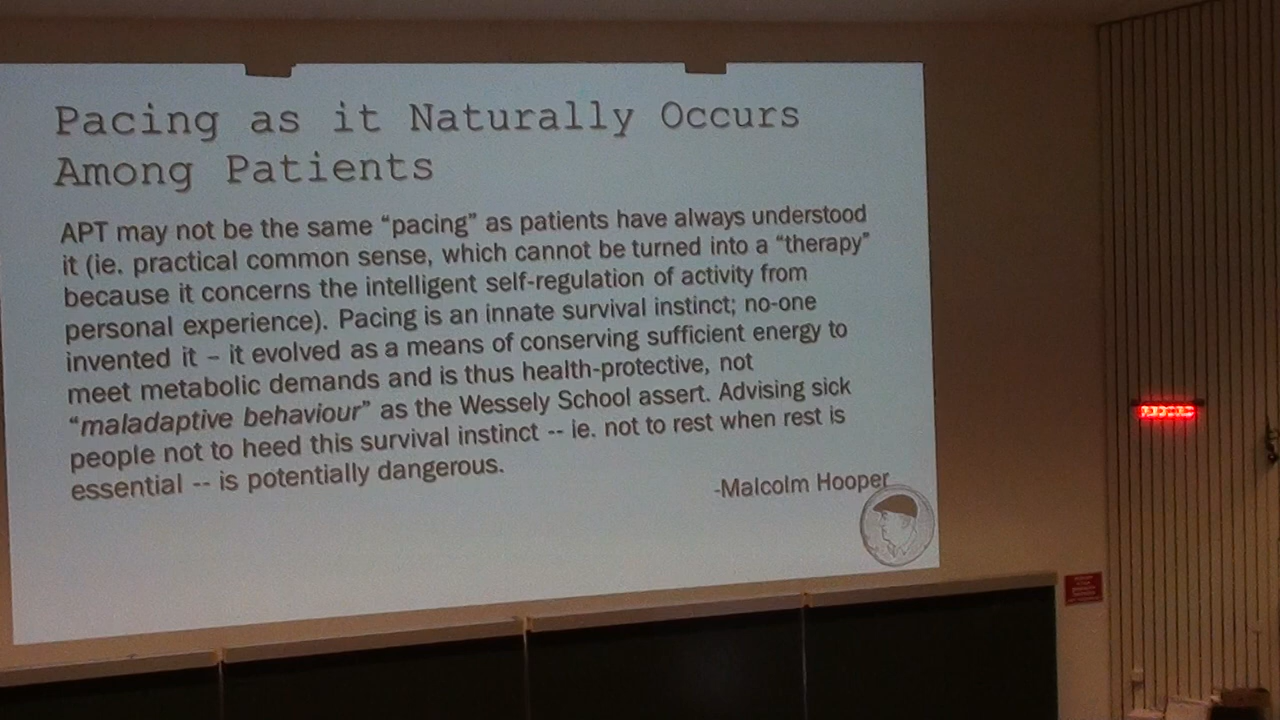 Pacing as it Naturally Occurs
Among Patients
APT may not be the same “pacing” as patients have always understood
it (ie. practical common sense, which cannot be turned into a “therapy”
because it concerns the intelligent self-regulation of activity from
personal experience). Pacing is an innate survival instinct; no-one
invented it – it evolved as a means of conserving sufficient energy to
meet metabolic demands and is thus health-protective, not
“maladaptive behaviour” as the Wessely School assert. Advising sick
people not to heed this survival instinct -- ie. not to rest when rest is
essential -- is potentially dangerous.
-Malcolm Hooper